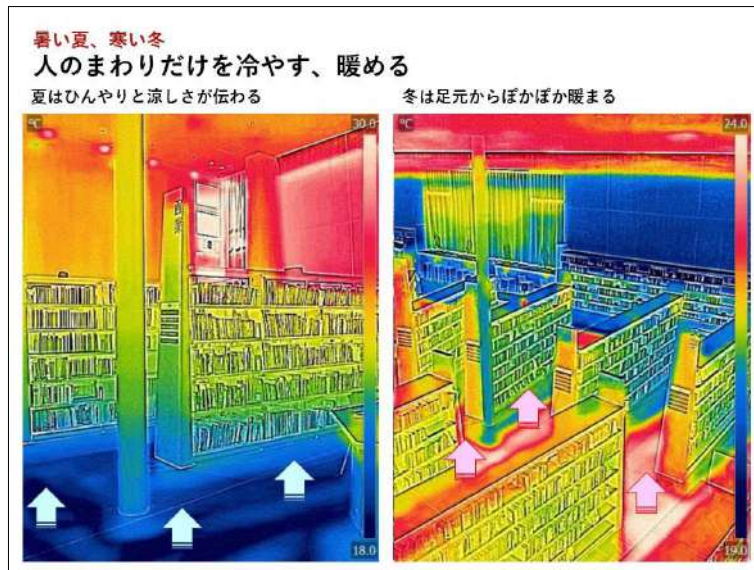 暑い夏、寒い冬
人のまわりだけを冷やす、暖める
夏はひんやりと涼しさが伝わる
冬は足元からぽかぽか暖まる
℃
30.0
18.0
℃
24.0
19.0